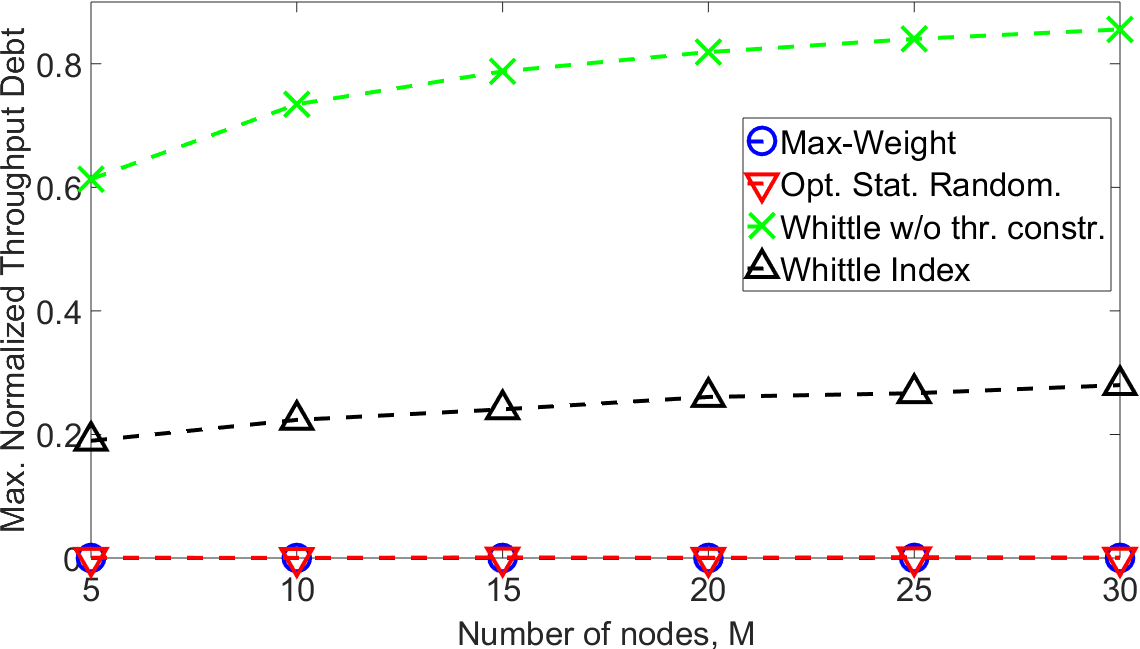 Max. Normalized Throughput Debt
0.8
0.6
0.4
0.2
0
Max-Weight
Opt. Stat. Random.
Whittle w/o thr. constr.
Whittle Index
5 10 15 20 25 30
Number of nodes, M